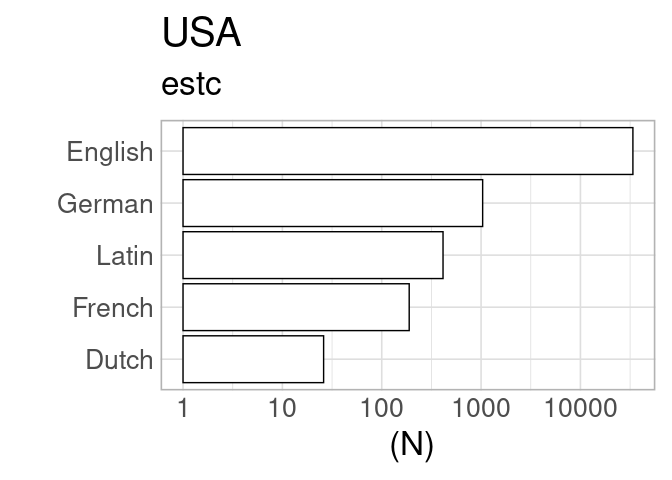 USA
estc
English
German
Latin
French
Dutch
1 10 100 1000 10000
(N)